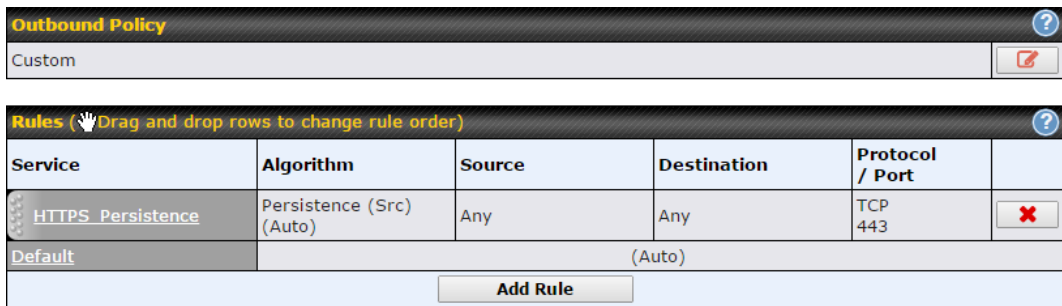 Outbound Policy
Custom
Rules (Drag and drop rows to change rule order)
Service Algorithm Source Destination Protocol
/ Port
HTTPS_Persistence Persistence (Src)
(Auto) Any Any TCP
443
Default (Auto)
Add Rule